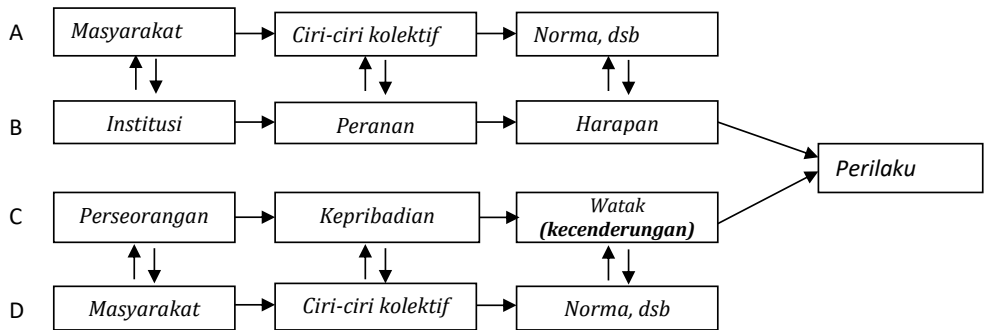 A Masyarakat Ciri-ciri kolektif Norma, dsb
B Institusi Peranan Harapan
Perilaku
C Perseorangan Kepribadian Watak
(kecenderungan)
D Masyarakat Ciri-ciri kolektif Norma, dsb